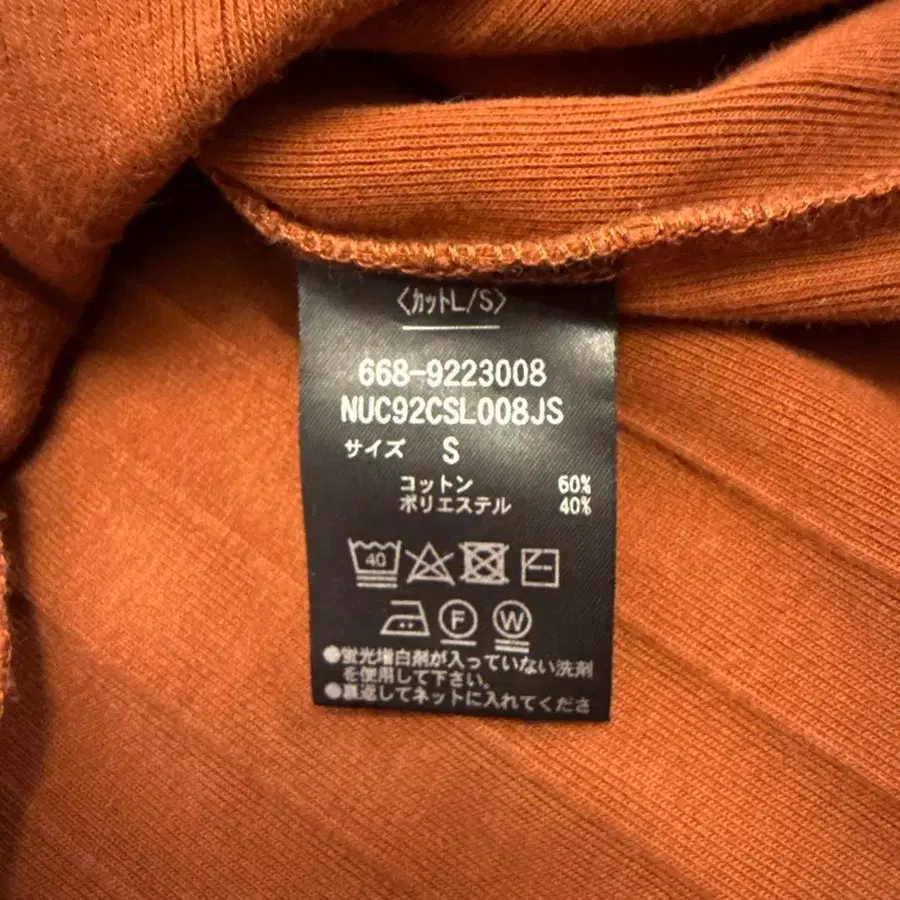 〈カットL/S〉
668-9223008
NUC92CSL008JS
サイズ S
コットン 60%
ポリエステル 40%
40
F W
●蛍光増白剤が入っていない洗剤
を使用して下さい。
●裏返してネットに入れてくださ